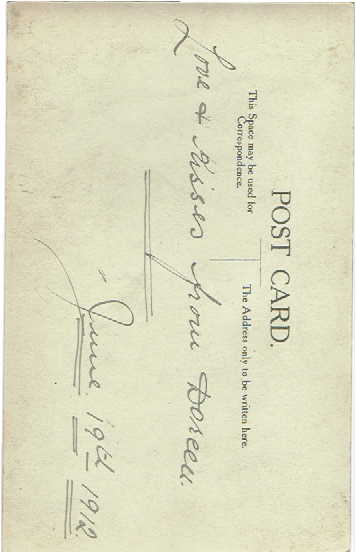 POST CARD.
This Space may be used for
Correspondence.
The Address only to be written here.
Love & Kisses from Doreen.
June. 19d 1912